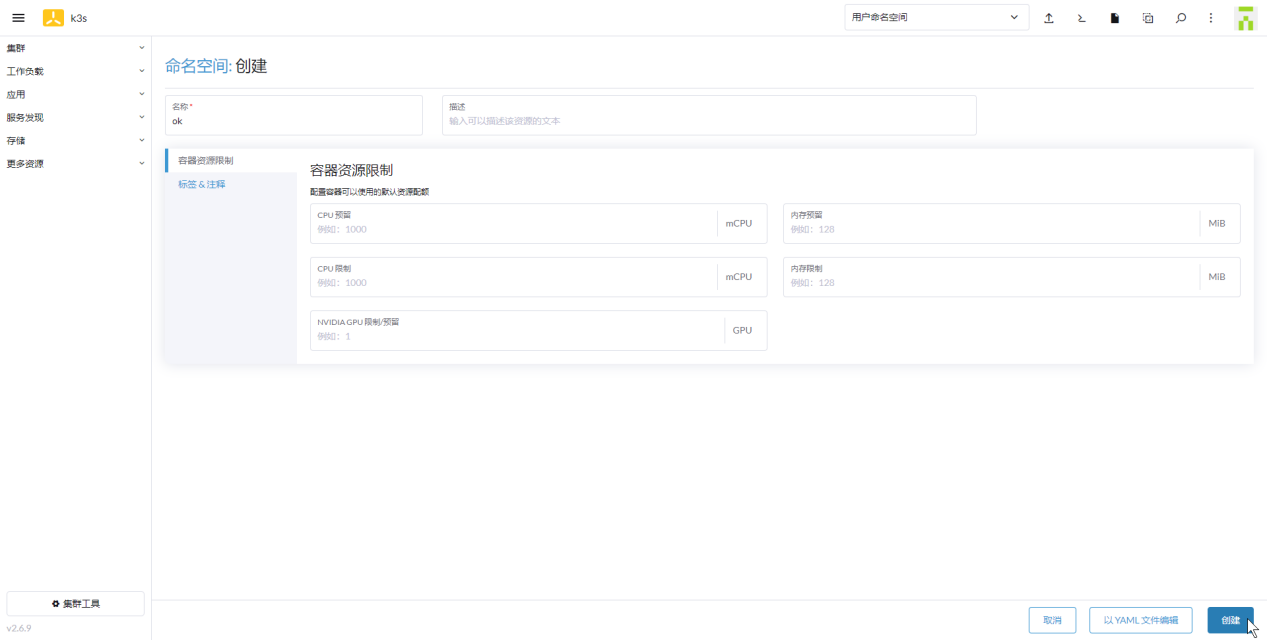 k3s
用户命名空间
集群
工作负载
应用
服务发现
存储
更多资源
命名空间: 创建
名称 *
ok
描述
输入可以描述该资源的文本
容器资源限制
标签 & 注释
容器资源限制
配置容器可以使用的默认资源配额
CPU 预留
例如：1000
mCPU
内存预留
例如：128
MiB
CPU 限制
例如：1000
mCPU
内存限制
例如：128
MiB
NVIDIA GPU 限制/预留
例如：1
GPU
集群工具
v2.6.9
取消
以 YAML 文件编辑
创建